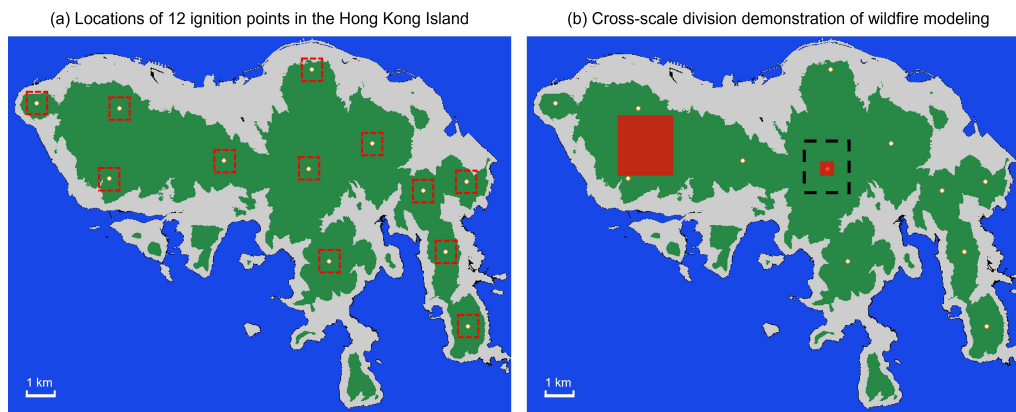 (a) Locations of 12 ignition points in the Hong Kong Island
(b) Cross-scale division demonstration of wildfire modeling
1 km
1 km